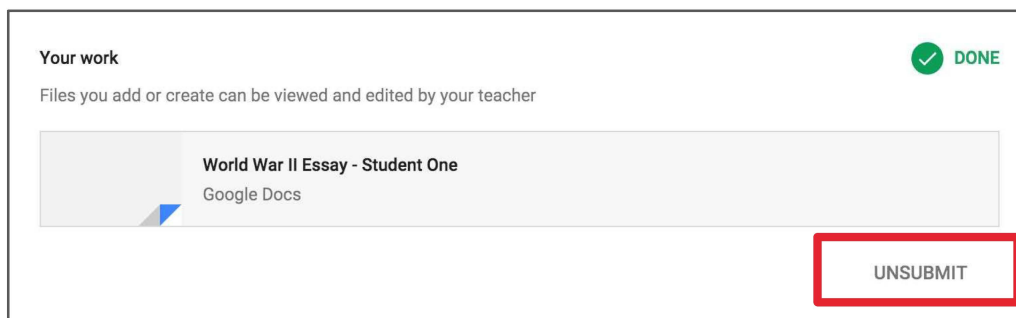 Your work
DONE
Files you add or create can be viewed and edited by your teacher
World War II Essay - Student One
Google Docs
UNSUBMIT